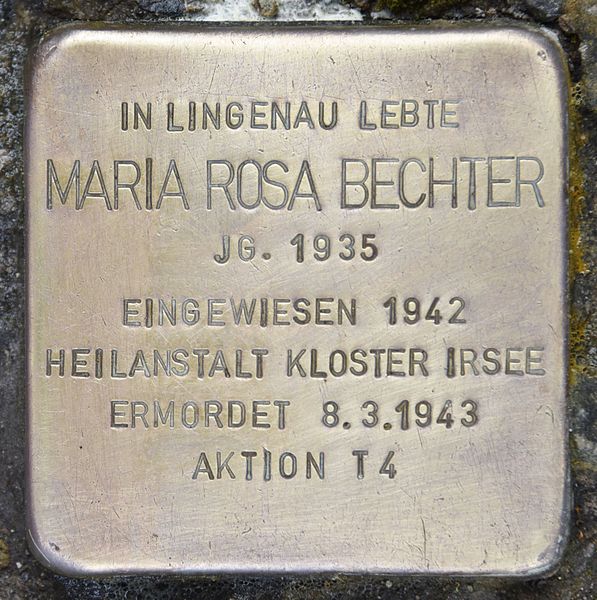 IN LINGENAU LEBTE
MARIA ROSA BECHTER
JG. 1935
EINGEWIESEN 1942
HEILANSTALT KLOSTER IRSEE
ERMORDET 8.3.1943
AKTION T4